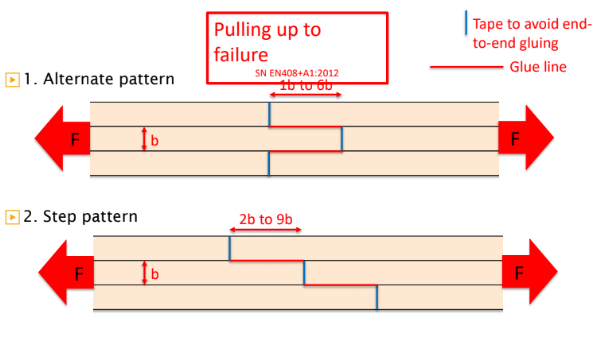 Pulling up to
failure
SN EN408+A1:2012
Tape to avoid end-
to-end gluing
Glue line
1. Alternate pattern
1b to 6b
F
b
F
2. Step pattern
2b to 9b
F
b
F